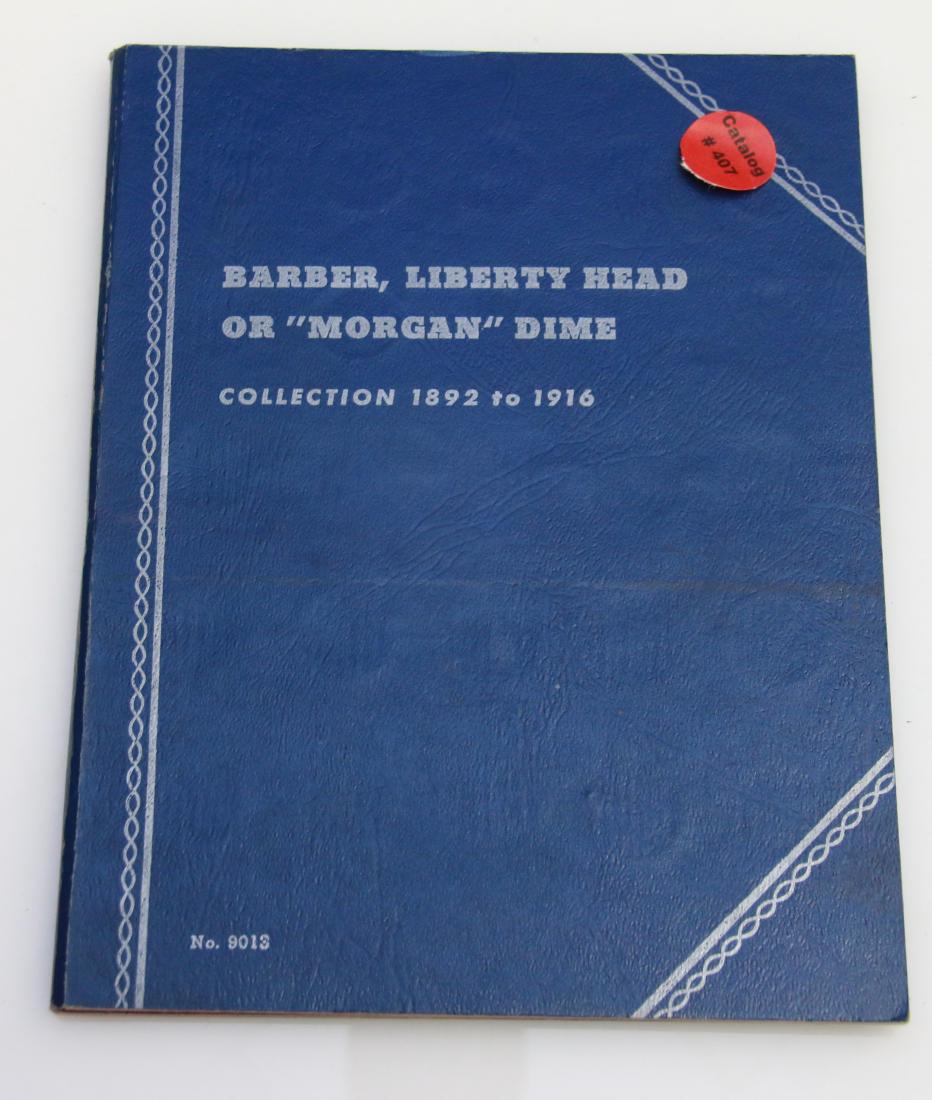 Catalog
# 407
BARBER, LIBERTY HEAD
OR "MORGAN" DIME
COLLECTION 1892 to 1916
No. 9013